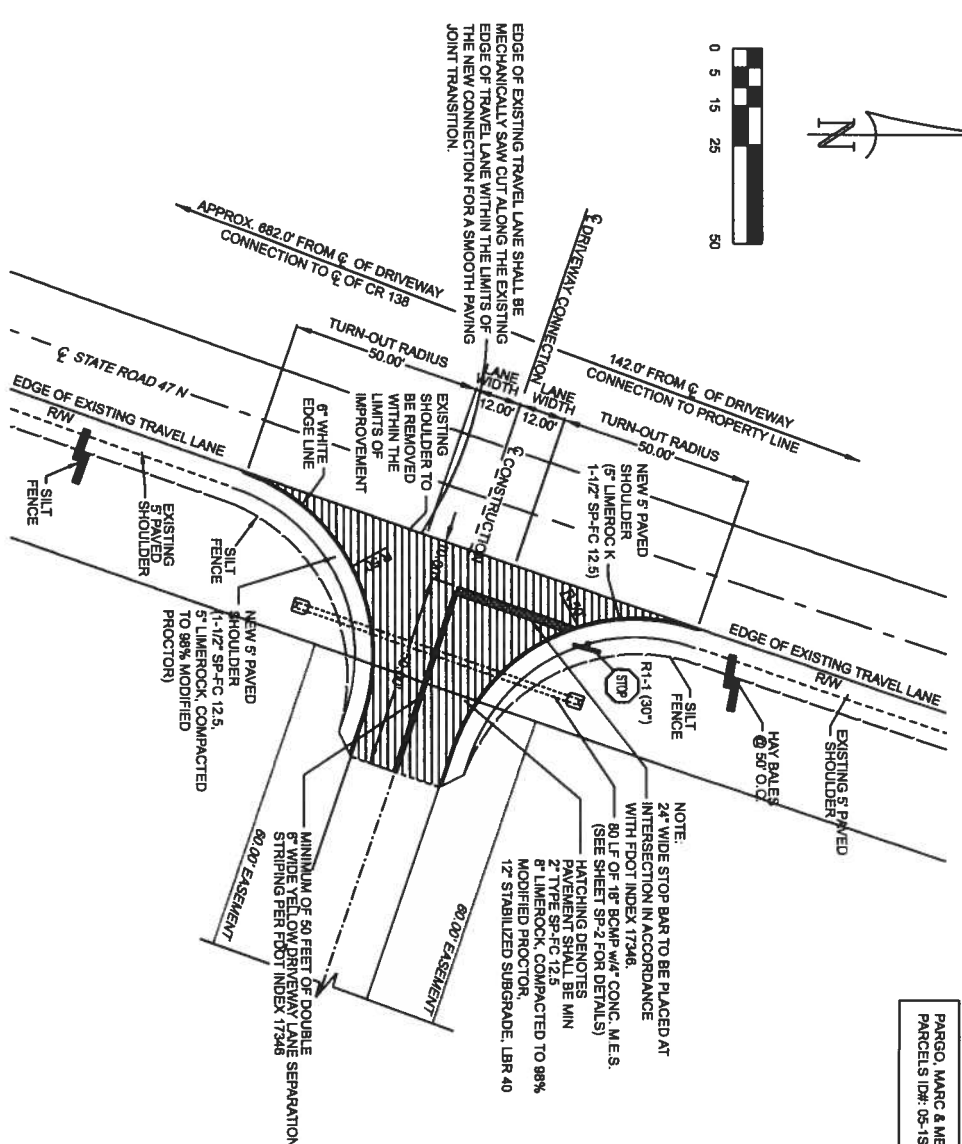 PARGO, MARC &
PARCELS ID#: 05-1S
N
0 5 15 25 50
EDGE OF EXISTING TRAVEL LANE SHALL BE
MECHANICALLY SAW CUT ALONG THE EXISTING
EDGE OF TRAVEL LANE WITHIN THE LIMITS OF
THE NEW CONNECTION FOR A SMOOTH PAVING
JOINT TRANSITION.
APPROX. 682.0' FROM ℄ OF DRIVEWAY
CONNECTION TO ℄ OF CR 138
℄ DRIVEWAY CONNECTION
142.0' FROM ℄ OF DRIVEWAY
CONNECTION TO PROPERTY LINE
TURN-OUT RADIUS
50.00'
LANE
WIDTH
12.00'
LANE
WIDTH
12.00'
TURN-OUT RADIUS
50.00'
℄ STATE ROAD 47 N
EDGE OF EXISTING TRAVEL LANE
R/W
SILT
FENCE
EXISTING
5' PAVED
SHOULDER
SILT
FENCE
6" WHITE
EDGE LINE
EXISTING
SHOULDER TO
BE REMOVED
WITHIN THE
LIMITS OF
IMPROVEMENT
℄ CONSTRUCTION
NEW 5' PAVED
SHOULDER
(5" LIMEROCK
1-1/2" SP-FC 12.5)
EDGE OF EXISTING TRAVEL LANE
R/W
EXISTING 5' PAVED
SHOULDER
HAY BALES
@ 50' O.C.
SILT
FENCE
R1-1 (30")
STOP
NEW 5' PAVED
SHOULDER
(1-1/2" SP-FC 12.5,
5" LIMEROCK, COMPACTED
TO 98% MODIFIED
PROCTOR)
NOTE:
24" WIDE STOP BAR TO BE PLACED AT
INTERSECTION IN ACCORDANCE
WITH FDOT INDEX 17346.
80 LF OF 18" BCMP w/4" CONC. M.E.S.
(SEE SHEET SP-2 FOR DETAILS)
HATCHING DENOTES
PAVEMENT SHALL BE MIN
2" TYPE SP-FC 12.5
8" LIMEROCK, COMPACTED TO 98%
MODIFIED PROCTOR,
12" STABILIZED SUBGRADE, LBR 40
60.00' EASEMENT
60.00' EASEMENT
MINIMUM OF 50 FEET OF DOUBLE
6" WIDE YELLOW DRIVEWAY LANE SEPARATION
STRIPING PER FDOT INDEX 17346